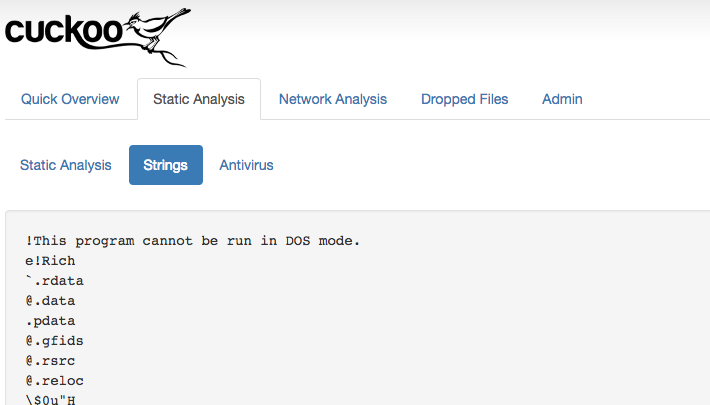 cuckoo
Quick Overview Static Analysis Network Analysis Dropped Files Admin
Static Analysis Strings Antivirus
!This program cannot be run in DOS mode.
e!Rich
`.rdata
@.data
.pdata
@.gfids
@.rsrc
@.reloc
\$0u"H